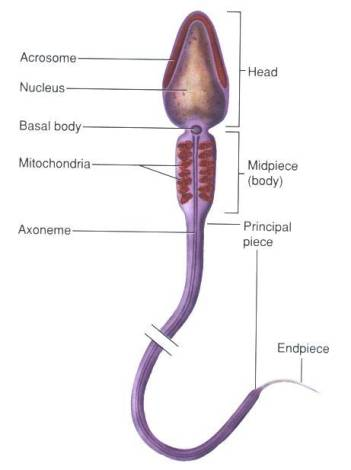 Acrosome
Head
Nucleus
Basal body
Mitochondria
Midpiece
(body)
Axoneme
Principal
piece
Endpiece